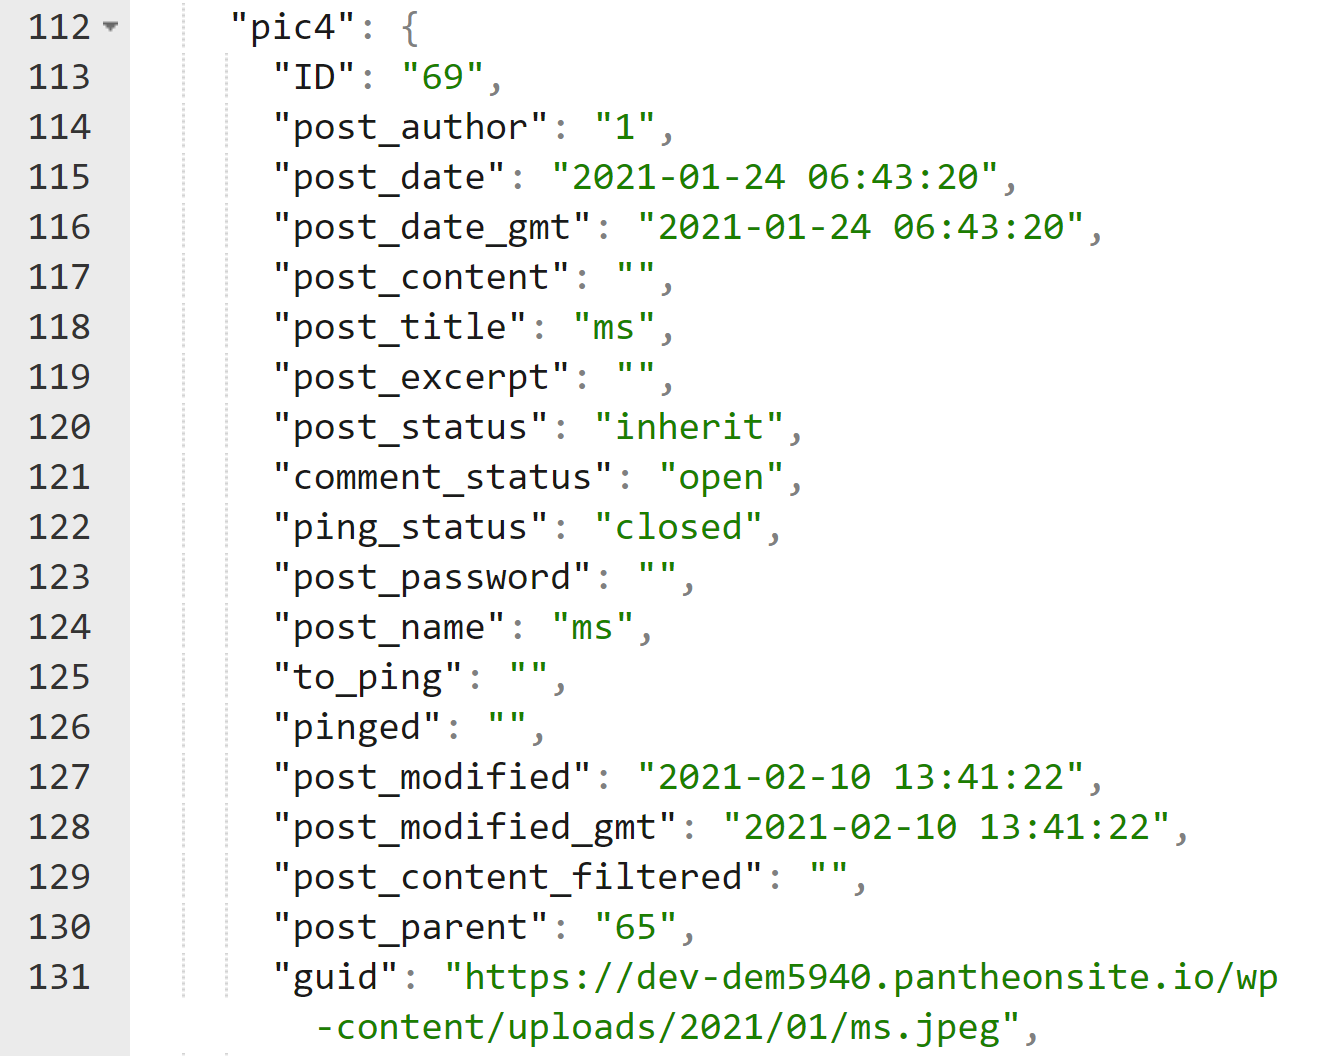 112 "pic4": {
113 "ID": "69",
114 "post_author": "1",
115 "post_date": "2021-01-24 06:43:20",
116 "post_date_gmt": "2021-01-24 06:43:20",
117 "post_content": "",
118 "post_title": "ms",
119 "post_excerpt": "",
120 "post_status": "inherit",
121 "comment_status": "open",
122 "ping_status": "closed",
123 "post_password": "",
124 "post_name": "ms",
125 "to_ping": "",
126 "pinged": "",
127 "post_modified": "2021-02-10 13:41:22",
128 "post_modified_gmt": "2021-02-10 13:41:22",
129 "post_content_filtered": "",
130 "post_parent": "65",
131 "guid": "https://dev-dem5940.pantheonsite.io/wp
-content/uploads/2021/01/ms.jpeg",